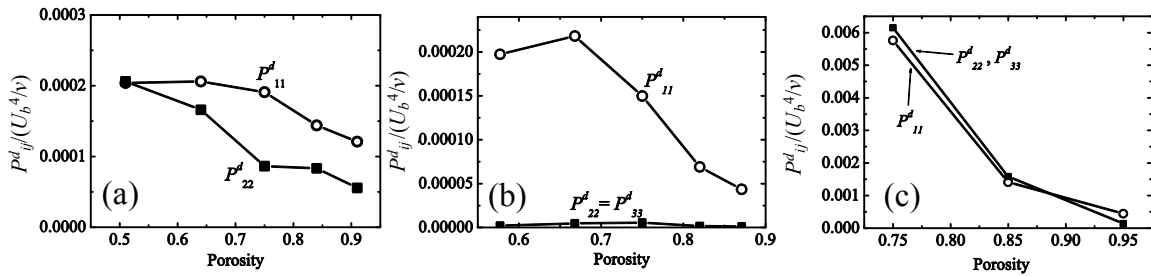 P^d_ij/(U_b^4/ν)
0.0003
0.0002
0.0001
0.0000
P^d_11
P^d_22
(a)
0.5 0.6 0.7 0.8 0.9
Porosity
P^d_ij/(U_b^4/ν)
0.00020
0.00015
0.00010
0.00005
0.00000
P^d_11
P^d_22 = P^d_33
(b)
0.6 0.7 0.8 0.9
Porosity
P^d_ij/(U_b^4/ν)
0.006
0.005
0.004
0.003
0.002
0.001
0.000
P^d_22 , P^d_33
P^d_11
(c)
0.75 0.80 0.85 0.90 0.95
Porosity